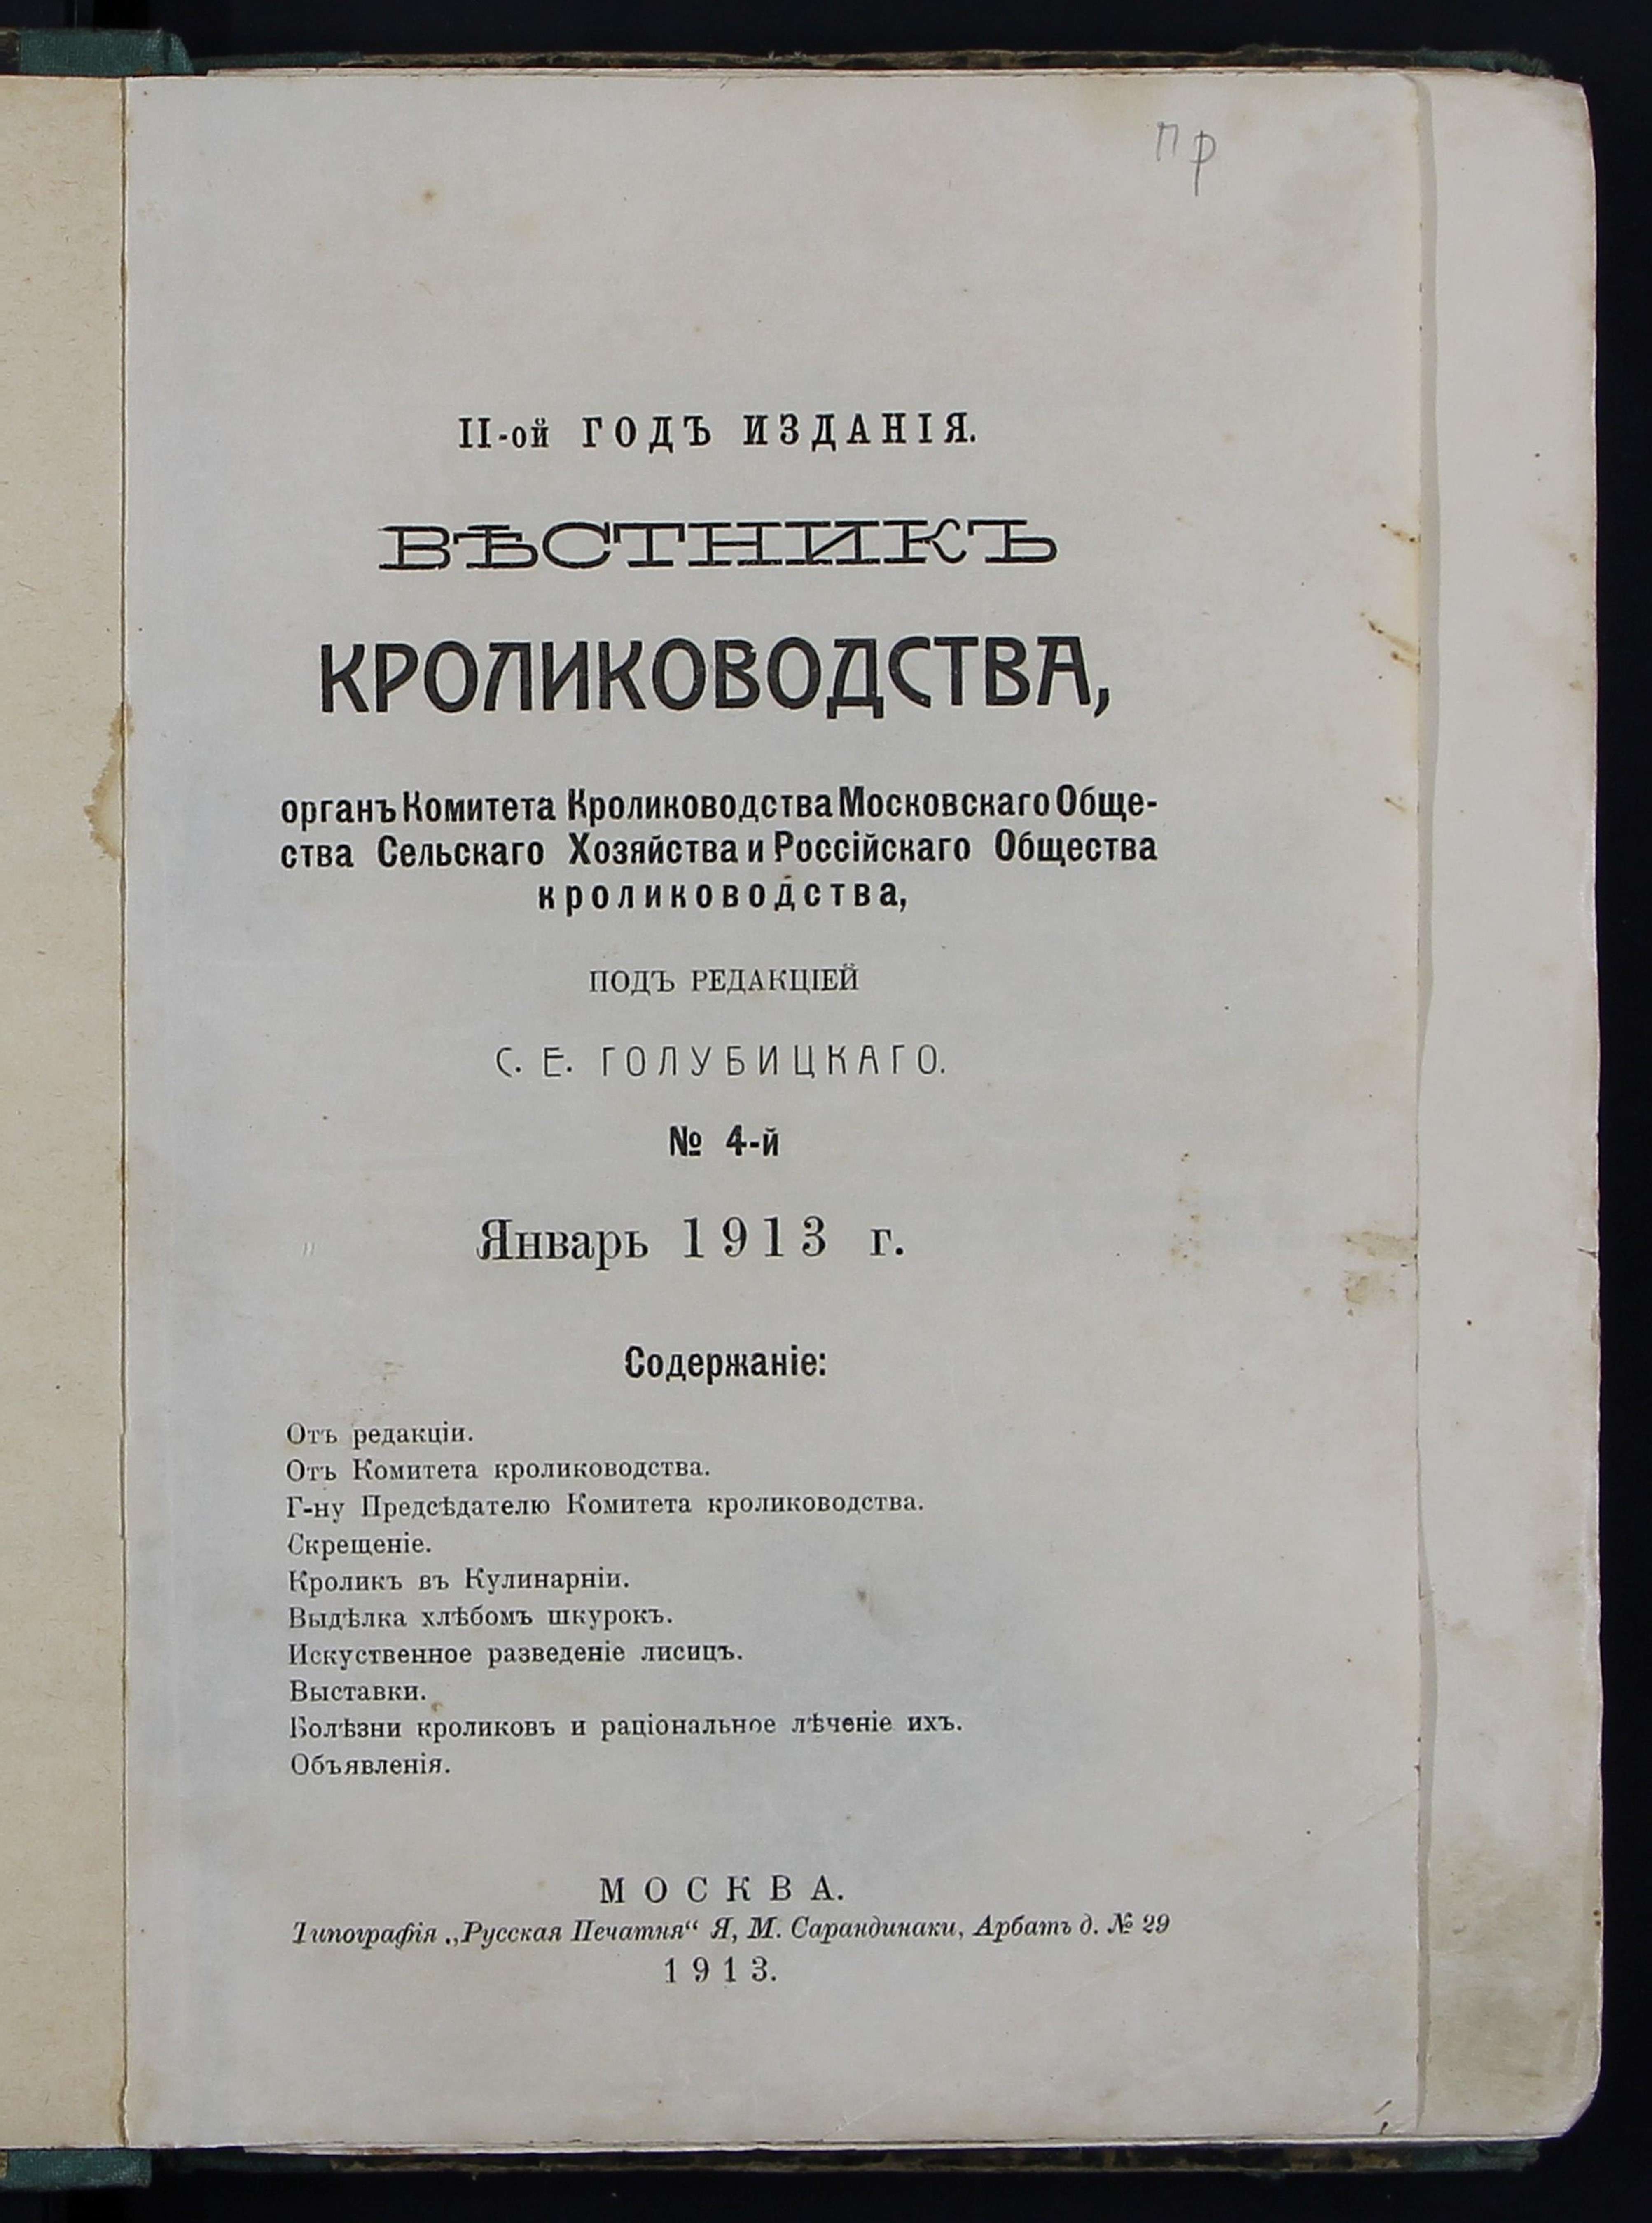 пр
II-ой ГОДЪ ИЗДАНІЯ.
ВѢСТНИКЪ
КРОЛИКОВОДСТВА,
органъ Комитета Кролиководства Московскаго Обще-
ства Сельскаго Хозяйства и Россійскаго Общества
кролиководства,
ПОДЪ РЕДАКЦІЕЙ
С. Е. ГОЛУБИЦКАГО.
№ 4-й
Январь 1913 г.
Содержаніе:
Отъ редакціи.
Отъ Комитета кролиководства.
Г-ну Предсѣдателю Комитета кролиководства.
Скрещеніе.
Кроликъ въ Кулинарніи.
Выдѣлка хлѣбомъ шкурокъ.
Искуственное разведеніе лисицъ.
Выставки.
Болѣзни кроликовъ и раціональное лѣченіе ихъ.
Объявленія.
МОСКВА.
Типографія „Русская Печатня“ Я, М. Сарандинаки, Арбатъ д. № 29
1913.